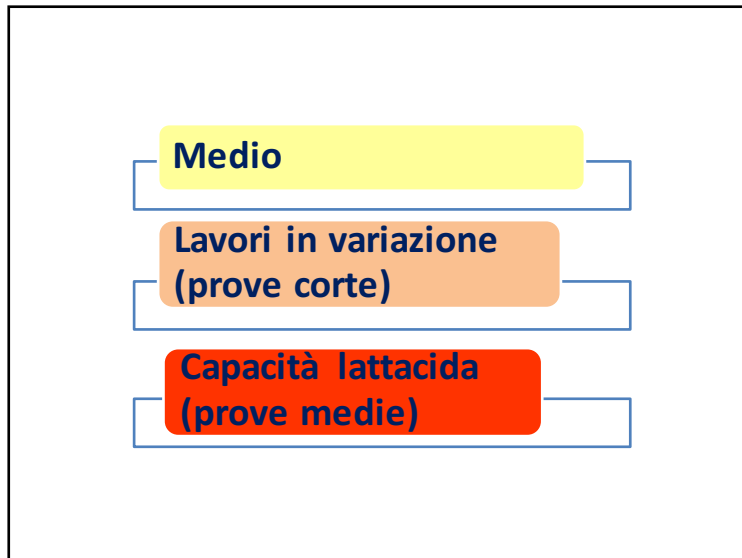 Medio
Lavori in variazione
(prove corte)
Capacità lattacida
(prove medie)